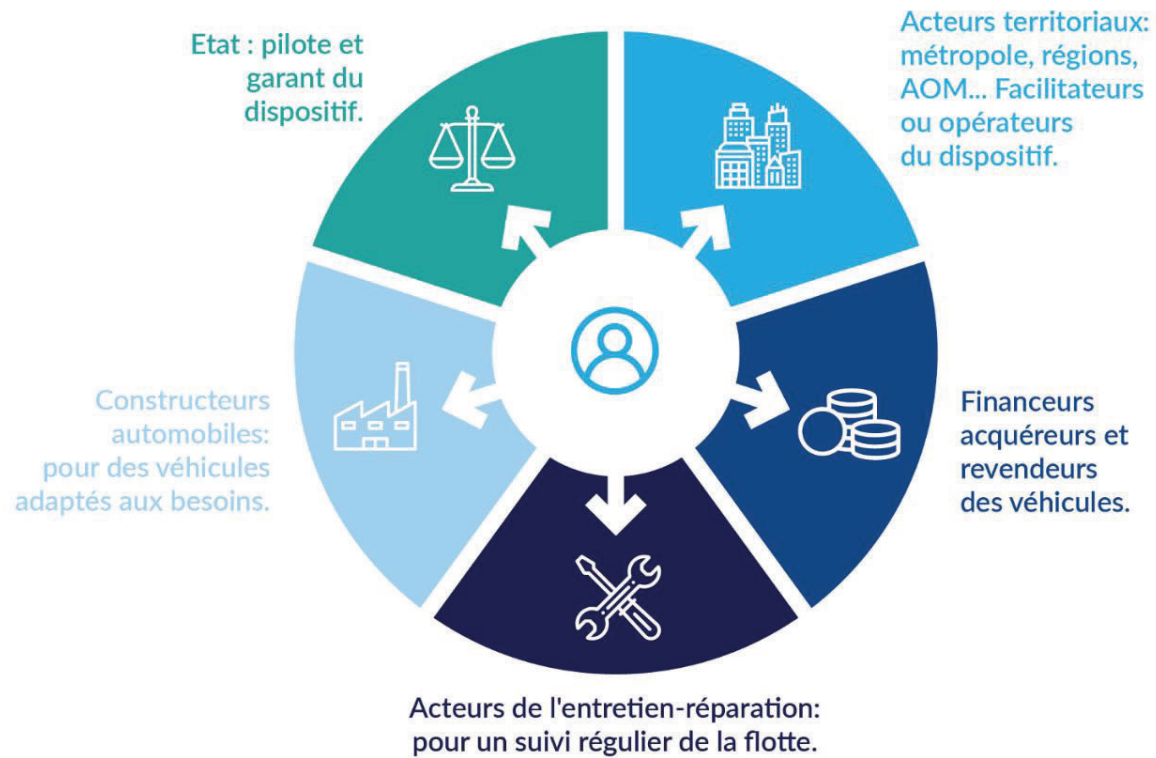 Etat : pilote et
garant du
dispositif.
Acteurs territoriaux:
métropole, régions,
AOM... Facilitateurs
ou opérateurs
du dispositif.
Constructeurs
automobiles:
pour des véhicules
adaptés aux besoins.
Financeurs
acquéreurs et
revendeurs
des véhicules.
Acteurs de l'entretien-réparation:
pour un suivi régulier de la flotte.